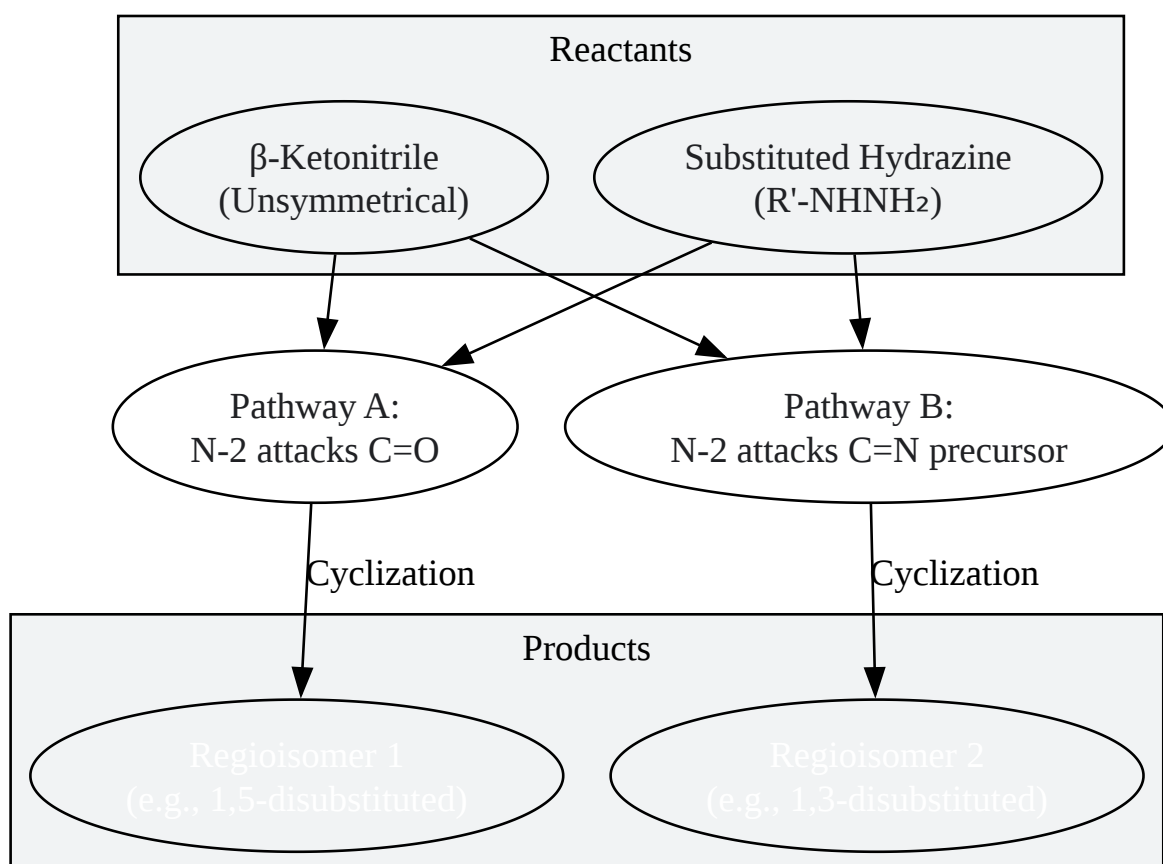 Reactants
β-Ketonitrile
(Unsymmetrical)
Substituted Hydrazine
(R'-NHNH₂)
Pathway A:
N-2 attacks C=O
Pathway B:
N-2 attacks C=N precursor
Cyclization
Cyclization
Products
Regioisomer 1
(e.g., 1,5-disubstituted)
Regioisomer 2
(e.g., 1,3-disubstituted)